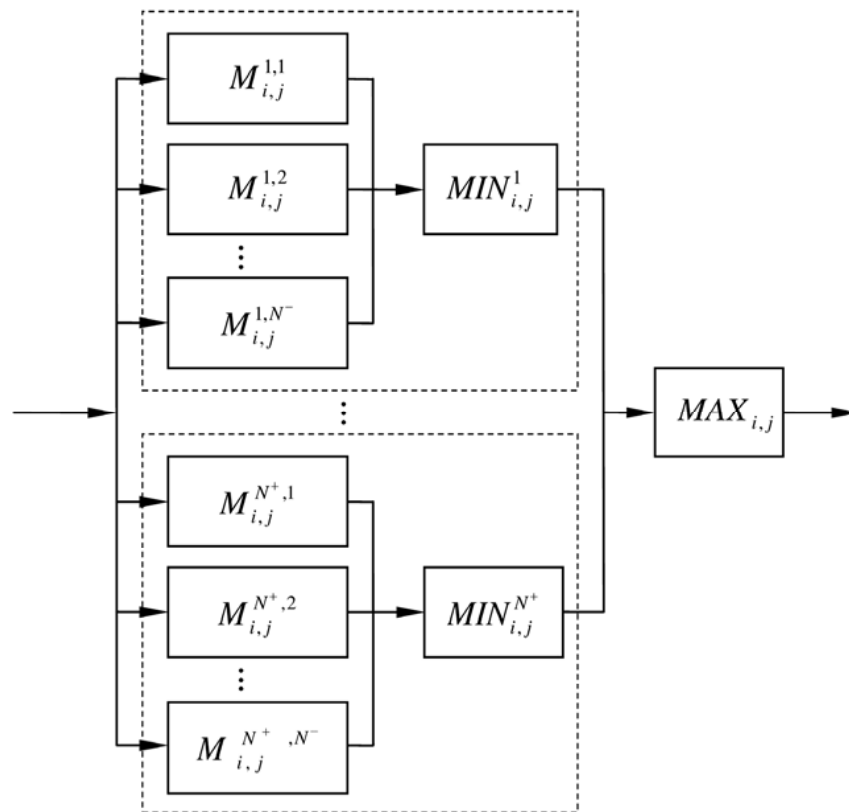 M_{i,j}^{1,1}
M_{i,j}^{1,2}
MIN_{i,j}^{1}
⋮
M_{i,j}^{1,N^-}
⋮
MAX_{i,j}
M_{i,j}^{N^+,1}
M_{i,j}^{N^+,2}
MIN_{i,j}^{N^+}
⋮
M_{i,j}^{N^+,N^-}